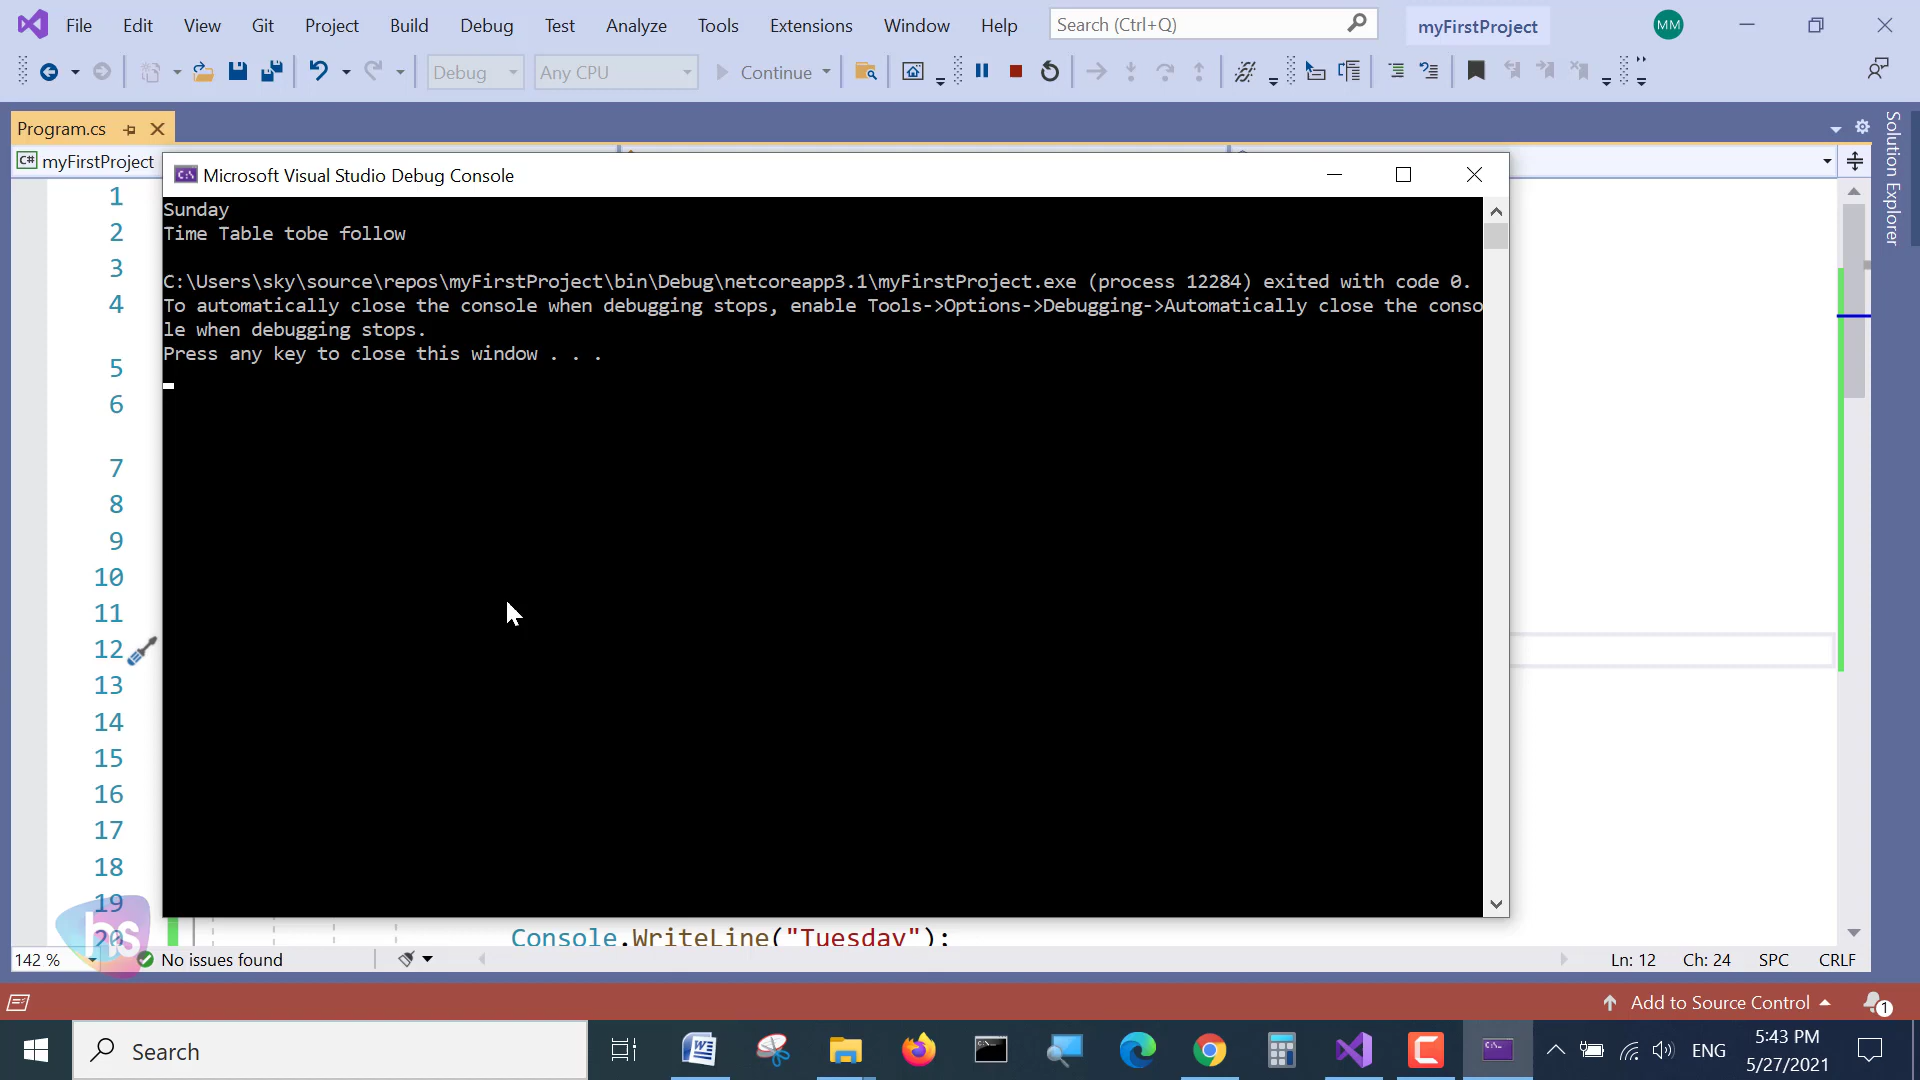 File Edit View Git Project Build Debug Test Analyze Tools Extensions Window Help Search (Ctrl+Q) myFirstProject MM
Debug Any CPU Continue
Program.cs
C# myFirstProject
Microsoft Visual Studio Debug Console
Sunday
Time Table tobe follow
C:\Users\sky\source\repos\myFirstProject\bin\Debug\netcoreapp3.1\myFirstProject.exe (process 12284) exited with code 0.
To automatically close the console when debugging stops, enable Tools->Options->Debugging->Automatically close the conso
le when debugging stops.
Press any key to close this window . . .
Solution Explorer
1
2
3
4
5
6
7
8
9
10
11
12
13
14
15
16
17
18
19
20
hs
Console.WriteLine("Tuesday");
142 % No issues found Ln: 12 Ch: 24 SPC CRLF
Add to Source Control 1
Search ENG 5:43 PM
5/27/2021